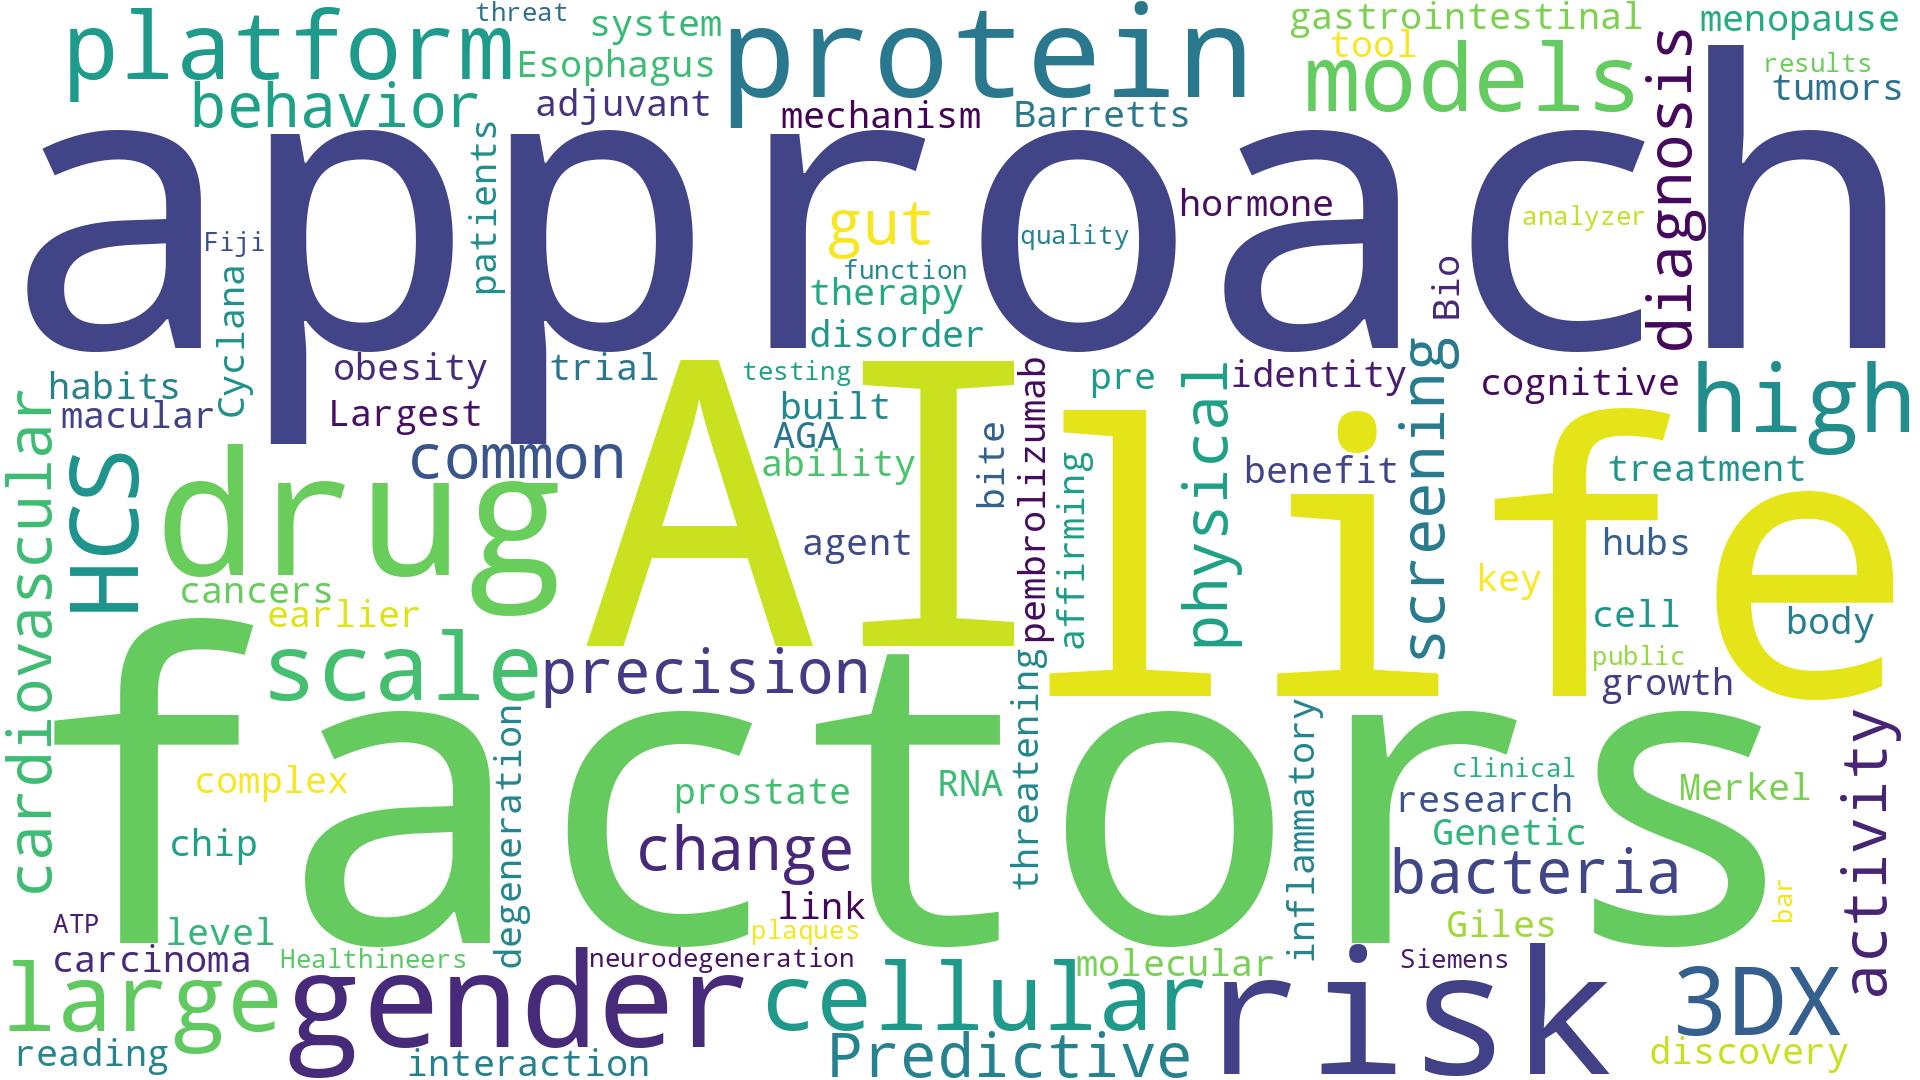 threat
system
gastrointestinal
menopause
platform
Esophagus
protein
tool
models
results
behavior
adjuvant
mechanism
Barretts
tumors
diagnosis
approach
patients
hormone
gut
quality
analyzer
Fiji
function
Cyclana
therapy
Bio
disorder
habits
obesity
trial
testing
pre
identity
cognitive
high
macular
Largest
built
AGA
common
ability
bite
pembrolizumab
affirming
physical
screening
benefit
treatment
cardiovascular
HCS
drug
AI
life
agent
hubs
cancers
earlier
key
cell
body
public
growth
scale
precision
threatening
factors
degeneration
inflammatory
activity
complex
prostate
RNA
clinical
research
Merkel
chip
change
Genetic
bacteria
link
bar
ATP
level
plaques
Giles
carcinoma
Healthineers
neurodegeneration
molecular
Siemens
large
gender
cellular
risk
3DX
reading
interaction
Predictive
discovery